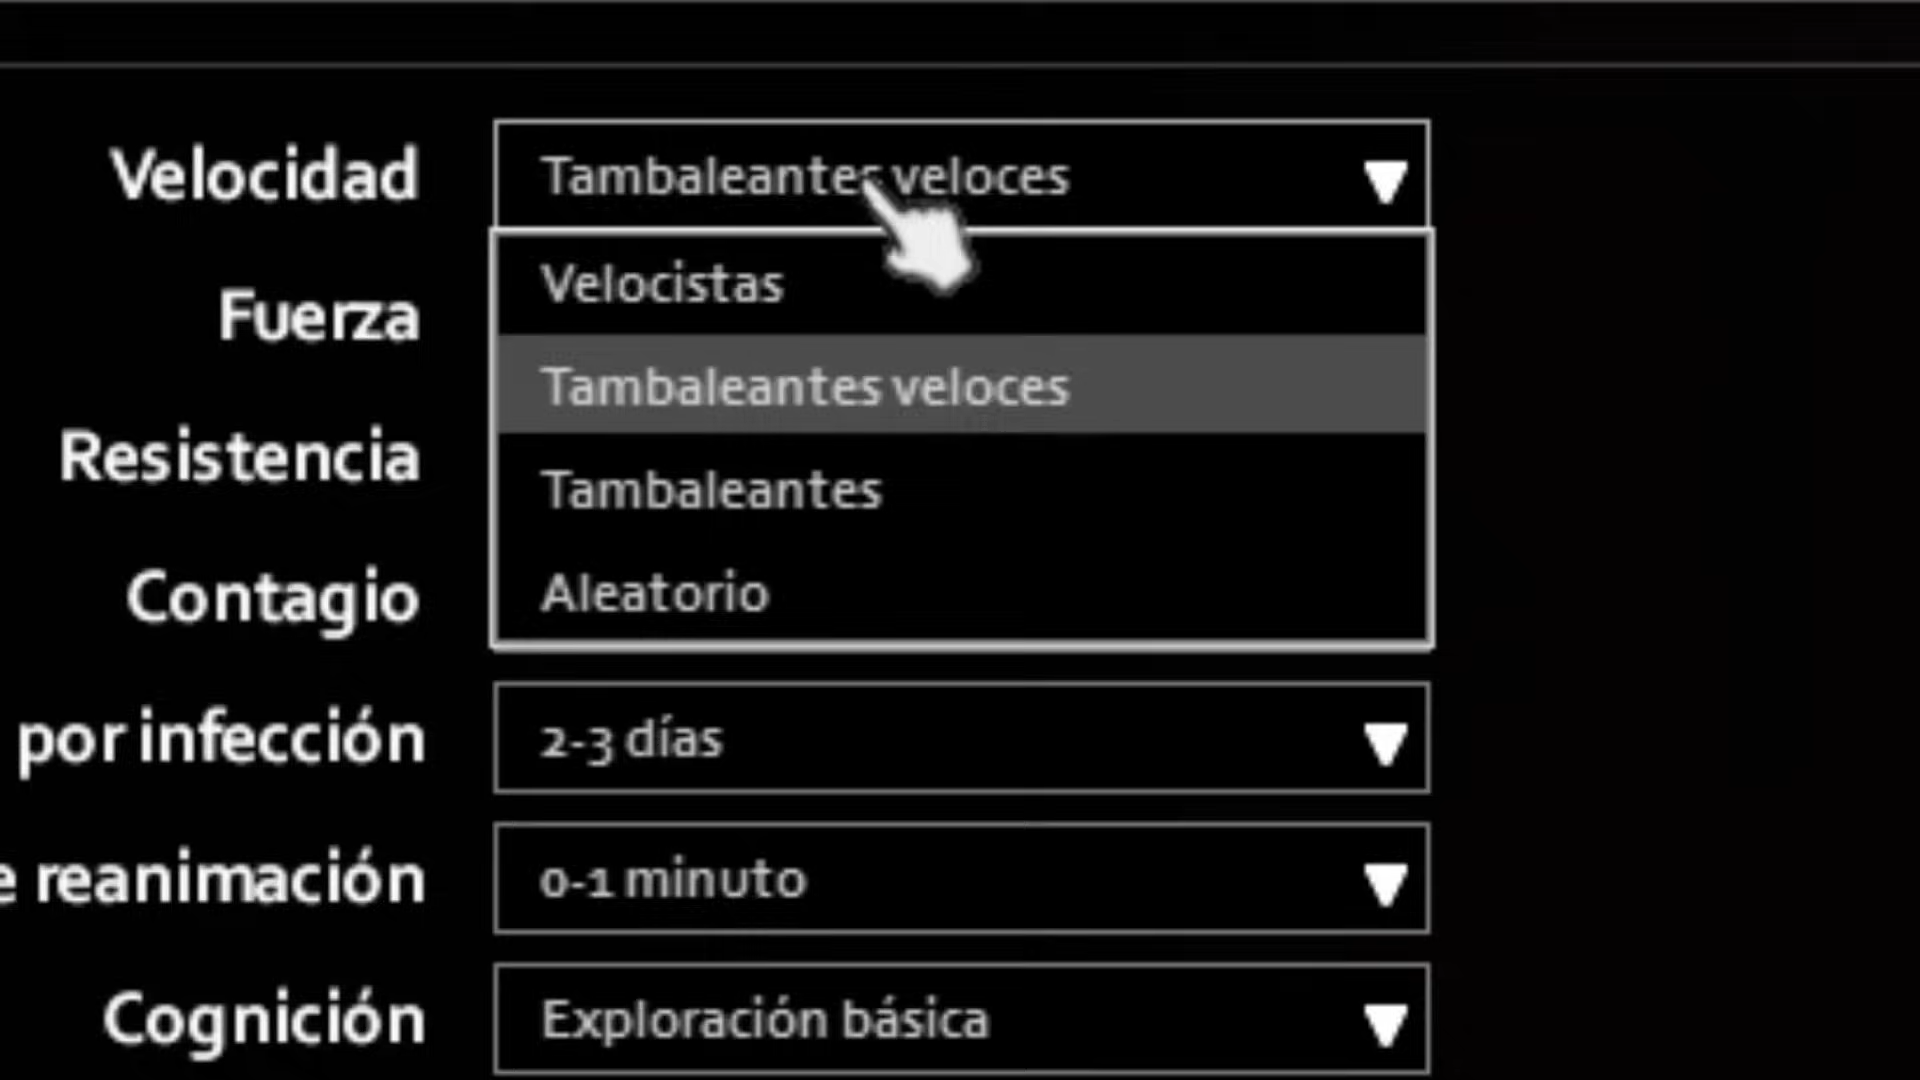 Velocidad Tambaleantes veloces
Velocistas
Fuerza
Tambaleantes veloces
Resistencia
Tambaleantes
Contagio
Aleatorio
por infección 2-3 días
e reanimación 0-1 minuto
Cognición Exploración básica